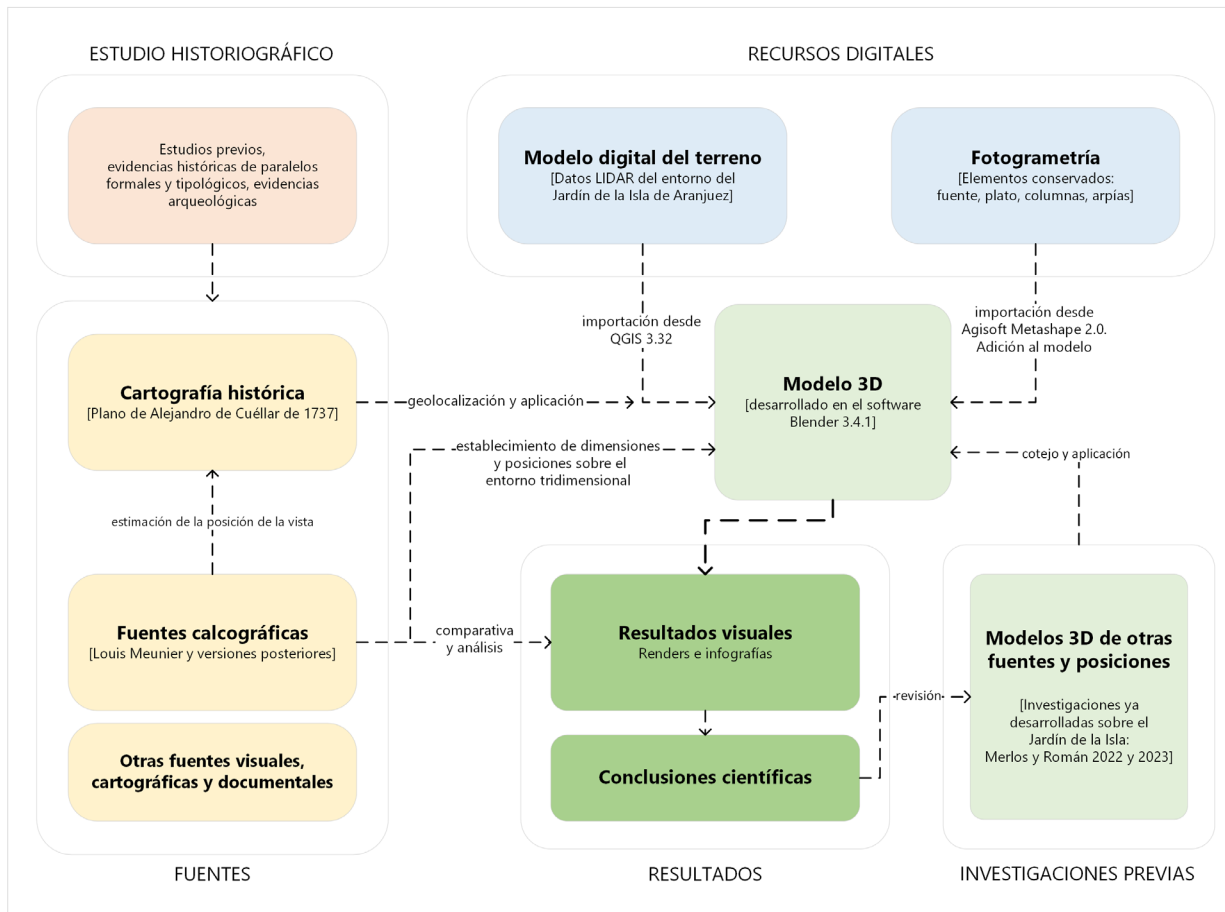 ESTUDIO HISTORIOGRÁFICO
Estudios previos,
evidencias históricas de paralelos
formales y tipológicos, evidencias
arqueológicas
RECURSOS DIGITALES
Modelo digital del terreno
[Datos LIDAR del entorno del
Jardín de la Isla de Aranjuez]
Fotogrametría
[Elementos conservados:
fuente, plato, columnas, arpías]
importación desde
QGIS 3.32
importación desde
Agisoft Metashape 2.0.
Adición al modelo
Cartografía histórica
[Plano de Alejandro de Cuéllar de 1737]
geolocalización y aplicación
Modelo 3D
[desarrollado en el software
Blender 3.4.1]
establecimiento de dimensiones
y posiciones sobre el
entorno tridimensional
cotejo y aplicación
estimación de la posición de la vista
Fuentes calcográficas
[Louis Meunier y versiones posteriores]
comparativa
y análisis
Resultados visuales
Renders e infografías
Modelos 3D de otras
fuentes y posiciones
[Investigaciones ya
desarrolladas sobre el
Jardín de la Isla:
Merlos y Román 2022 y 2023]
revisión
Otras fuentes visuales,
cartográficas y documentales
Conclusiones científicas
FUENTES
RESULTADOS
INVESTIGACIONES PREVIAS